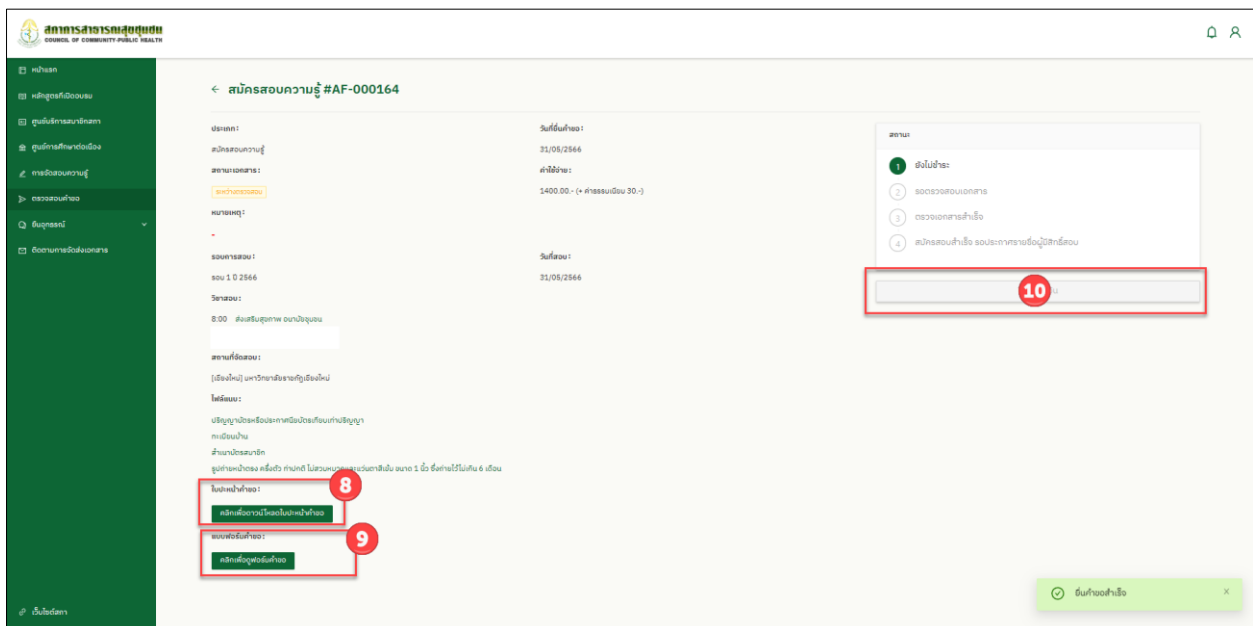 สภาการสาธารณสุขชุมชน
COUNCIL OF COMMUNITY-PUBLIC HEALTH
หน้าแรก
หลักสูตรที่เปิดอบรม
ศูนย์บริการสมาชิกสภา
ศูนย์การศึกษาต่อเนื่อง
การจัดสอบความรู้
ตรวจสอบคำขอ
ยื่นอุทธรณ์
ติดตามการจัดส่งเอกสาร
เว็บไซต์สภา
← สมัครสอบความรู้ #AF-000164
ประเภท :
สมัครสอบความรู้
วันที่ยื่นคำขอ :
31/05/2566
สถานะเอกสาร :
ระหว่างตรวจสอบ
ค่าใช้จ่าย :
1400.00.- (+ ค่าธรรมเนียม 30.-)
หมายเหตุ :
-
รอบการสอบ :
รอบ 1 ปี 2566
วันที่สอบ :
31/05/2566
วิชาสอบ :
8:00 ส่งเสริมสุขภาพ อนามัยชุมชน
สถานที่จัดสอบ :
[เชียงใหม่] มหาวิทยาลัยราชภัฏเชียงใหม่
ไฟล์แนบ :
ปริญญาบัตรหรือประกาศนียบัตรเทียบเท่าปริญญา
ทะเบียนบ้าน
สำเนาบัตรสมาชิก
รูปถ่ายหน้าตรง ครึ่งตัว ท่าปกติ ไม่สวมหมวกและแว่นตาสีเข้ม ขนาด 1 นิ้ว ซึ่งถ่ายไว้ไม่เกิน 6 เดือน
ใบปะหน้าคำขอ :
8
คลิกเพื่อดาวน์โหลดใบปะหน้าคำขอ
แบบฟอร์มคำขอ :
9
คลิกเพื่อดูฟอร์มคำขอ
สถานะ
1 ยังไม่ชำระ
2 รอตรวจสอบเอกสาร
3 ตรวจเอกสารสำเร็จ
4 สมัครสอบสำเร็จ รอประกาศรายชื่อผู้มีสิทธิ์สอบ
10
ยื่นคำขอสำเร็จ